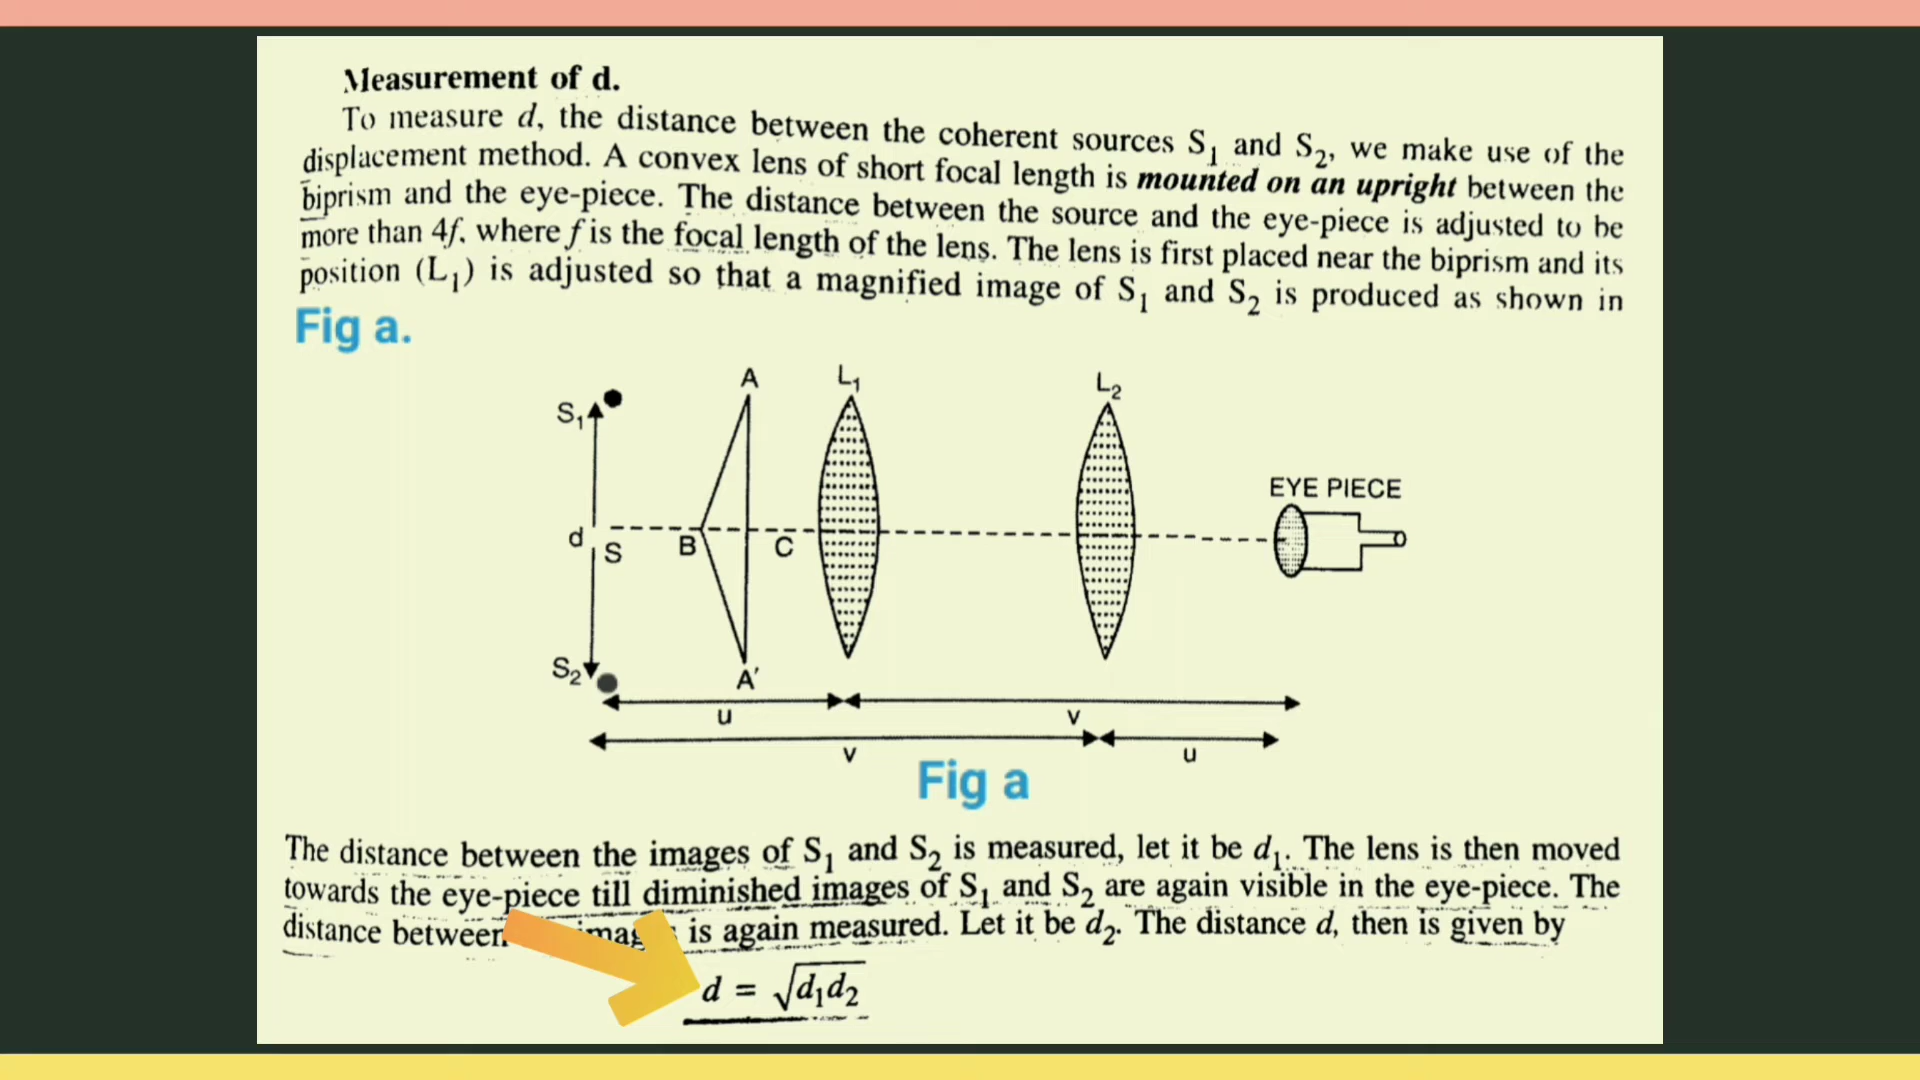 Measurement of d.
To measure d, the distance between the coherent sources S₁ and S₂, we make use of the
displacement method. A convex lens of short focal length is mounted on an upright between the
biprism and the eye-piece. The distance between the source and the eye-piece is adjusted to be
more than 4f, where f is the focal length of the lens. The lens is first placed near the biprism and its
position (L₁) is adjusted so that a magnified image of S₁ and S₂ is produced as shown in
Fig a.
A
L₁
L₂
S₁
EYE PIECE
d
S
B
C
S₂
A'
u
v
v
u
Fig a
The distance between the images of S₁ and S₂ is measured, let it be d₁. The lens is then moved
towards the eye-piece till diminished images of S₁ and S₂ are again visible in the eye-piece. The
distance between is again measured. Let it be d₂. The distance d, then is given by
d = √d₁d₂